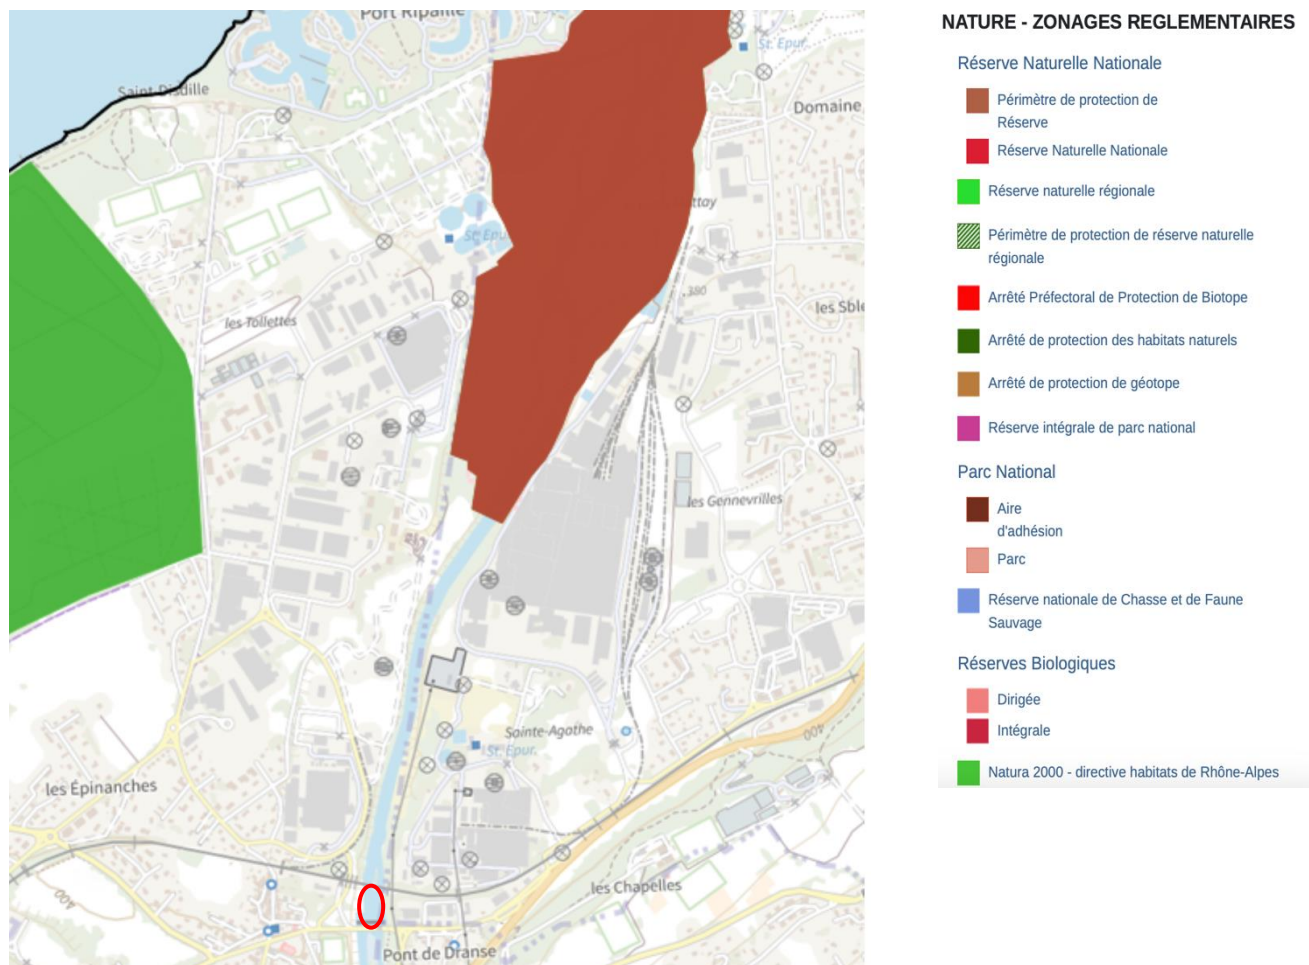 Port Ripaille
St. Epur.
Saint-Disdille
Domaine
ttay
St. Epu
380
les Sble
les Tollettes
les Gennevrilles
Sainte-Agathe
St. Epur.
400
les Épinanches
les Chapelles
400
Pont de Dranse
NATURE - ZONAGES REGLEMENTAIRES
Réserve Naturelle Nationale
Périmètre de protection de
Réserve
Réserve Naturelle Nationale
Réserve naturelle régionale
Périmètre de protection de réserve naturelle
régionale
Arrêté Préfectoral de Protection de Biotope
Arrêté de protection des habitats naturels
Arrêté de protection de géotope
Réserve intégrale de parc national
Parc National
Aire
d'adhésion
Parc
Réserve nationale de Chasse et de Faune
Sauvage
Réserves Biologiques
Dirigée
Intégrale
Natura 2000 - directive habitats de Rhône-Alpes